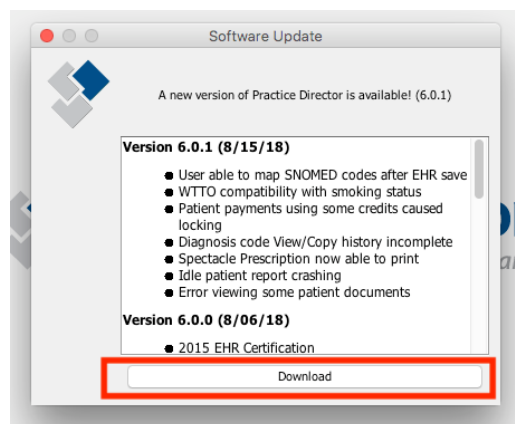 Software Update
A new version of Practice Director is available! (6.0.1)
Version 6.0.1 (8/15/18)
● User able to map SNOMED codes after EHR save
● WTTO compatibility with smoking status
● Patient payments using some credits caused
locking
● Diagnosis code View/Copy history incomplete
● Spectacle Prescription now able to print
● Idle patient report crashing
● Error viewing some patient documents
Version 6.0.0 (8/06/18)
● 2015 EHR Certification
Download